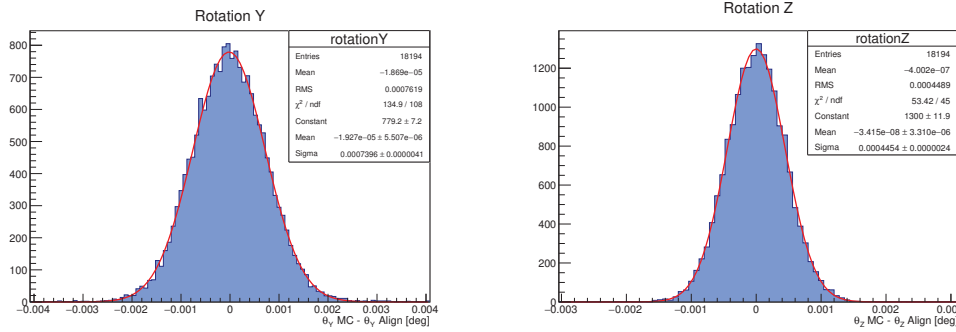 Rotation Y
rotationY
Entries 18194
Mean −1.869e−05
RMS 0.0007619
χ² / ndf 134.9 / 108
Constant 779.2 ± 7.2
Mean −1.927e−05 ± 5.507e−06
Sigma 0.0007396 ± 0.0000041
800
700
600
500
400
300
200
100
0
−0.004 −0.003 −0.002 −0.001 0 0.001 0.002 0.003 0.004
θY MC - θY Align [deg]
Rotation Z
rotationZ
Entries 18194
Mean −4.002e−07
RMS 0.0004489
χ² / ndf 53.42 / 45
Constant 1300 ± 11.9
Mean −3.415e−08 ± 3.310e−06
Sigma 0.0004454 ± 0.0000024
1200
1000
800
600
400
200
0
−0.003 −0.002 −0.001 0 0.001 0.002
θZ MC - θZ Align [deg]